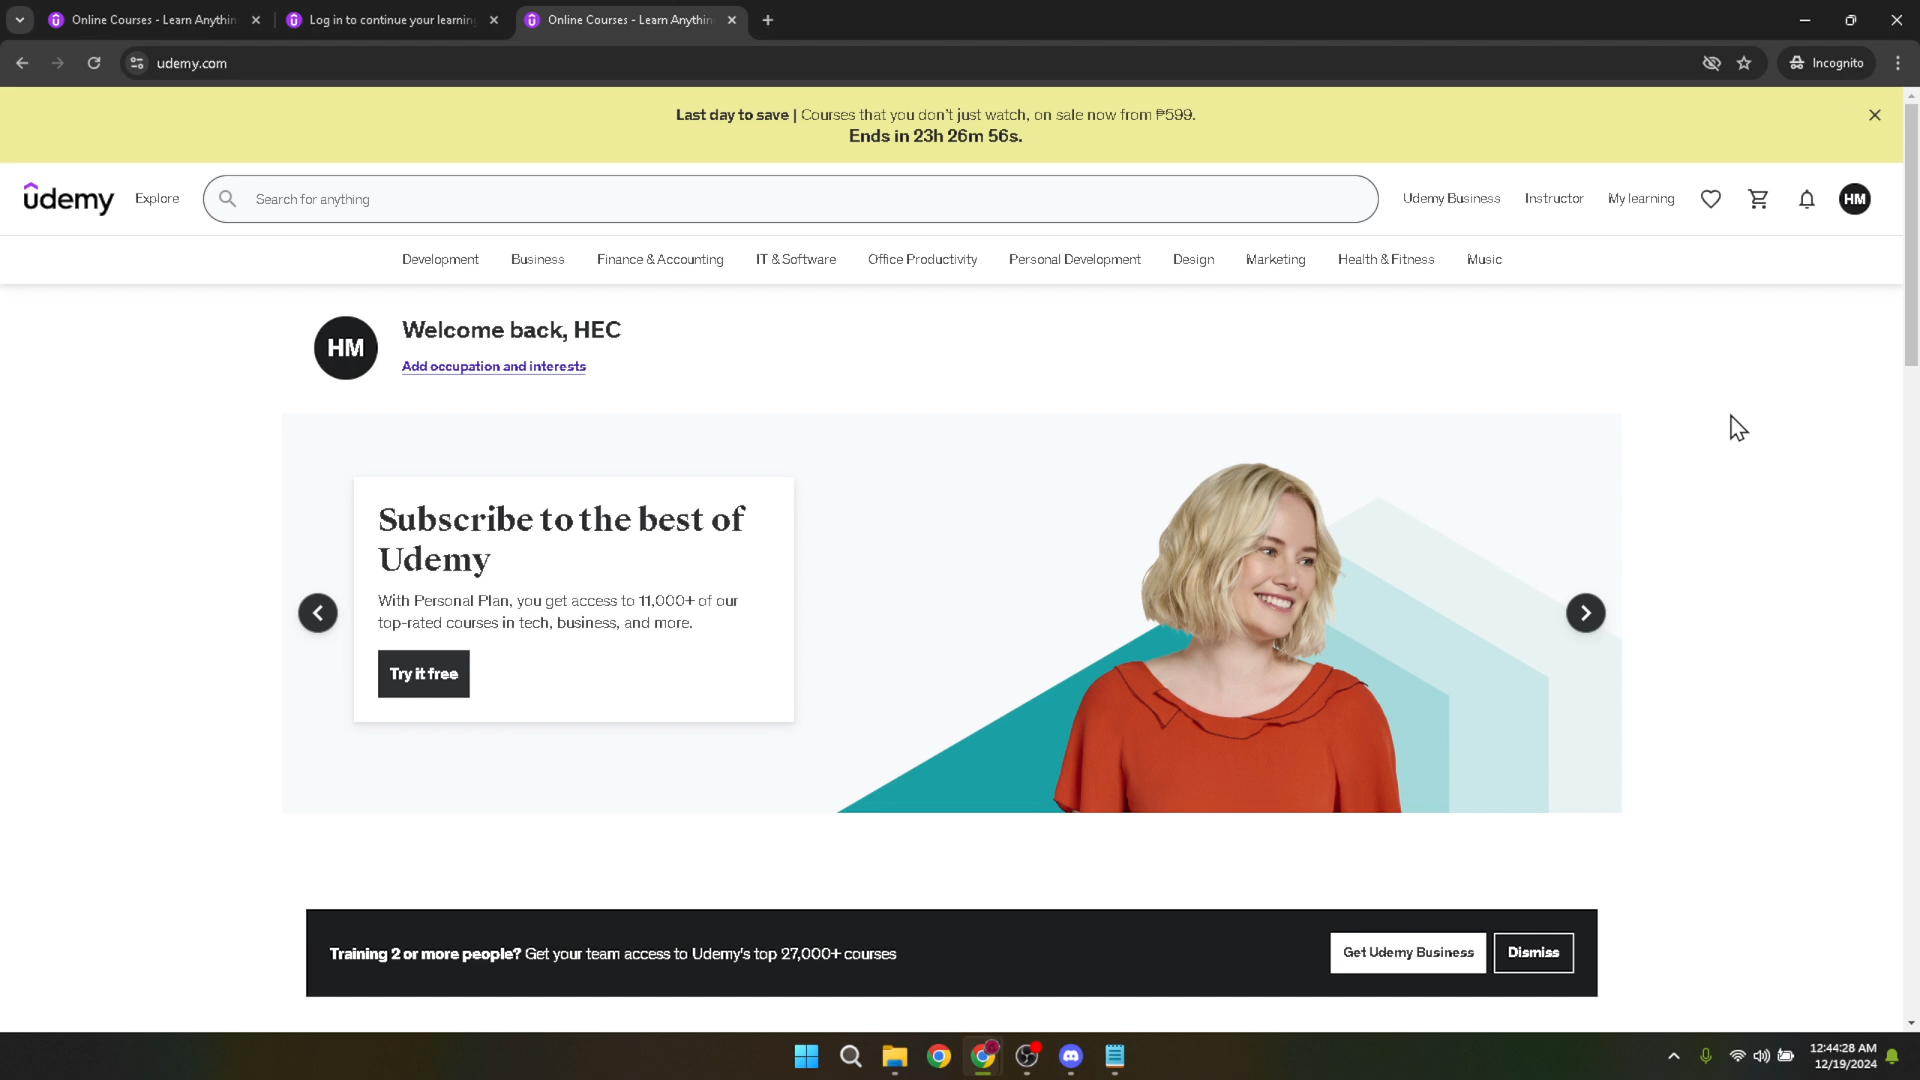 Online Courses - Learn Anythin
Log in to continue your learnin
Online Courses - Learn Anythin
udemy.com
Incognito
Last day to save | Courses that you don't just watch, on sale now from ₱599.
Ends in 23h 26m 56s.
udemy
Explore
Search for anything
Udemy Business
Instructor
My learning
HM
Development
Business
Finance & Accounting
IT & Software
Office Productivity
Personal Development
Design
Marketing
Health & Fitness
Music
HM
Welcome back, HEC
Add occupation and interests
Subscribe to the best of
Udemy
With Personal Plan, you get access to 11,000+ of our
top-rated courses in tech, business, and more.
Try it free
Training 2 or more people? Get your team access to Udemy's top 27,000+ courses
Get Udemy Business
Dismiss
12:44:28 AM
12/19/2024